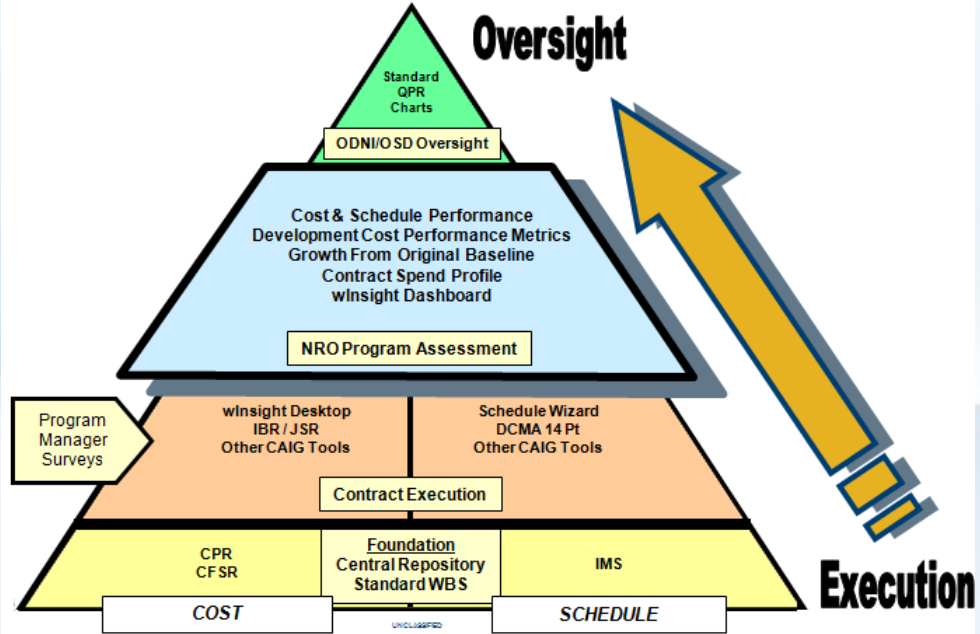 Oversight
Standard
QPR
Charts
ODNI/OSD Oversight
Cost & Schedule Performance
Development Cost Performance Metrics
Growth From Original Baseline
Contract Spend Profile
wInsight Dashboard
NRO Program Assessment
Program
Manager
Surveys
wInsight Desktop
IBR / JSR
Other CAIG Tools
Schedule Wizard
DCMA 14 Pt
Other CAIG Tools
Contract Execution
CPR
CFSR
Foundation
Central Repository
Standard WBS
IMS
Execution
COST
SCHEDULE
UNCLASSIFIED